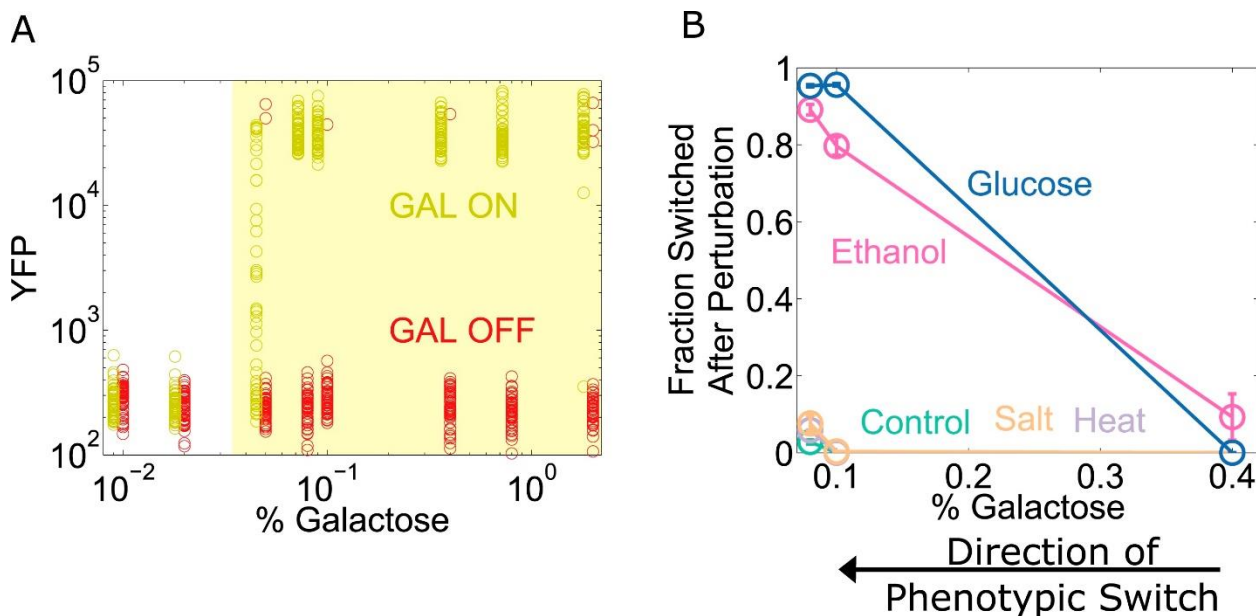 A
YFP
10^5
10^4
10^3
10^2
GAL ON
GAL OFF
10^-2
10^-1
10^0
% Galactose
B
Fraction Switched
After Perturbation
1
0.8
0.6
0.4
0.2
0
Glucose
Ethanol
Control
Salt
Heat
0.1
0.2
0.3
0.4
% Galactose
Direction of
Phenotypic Switch